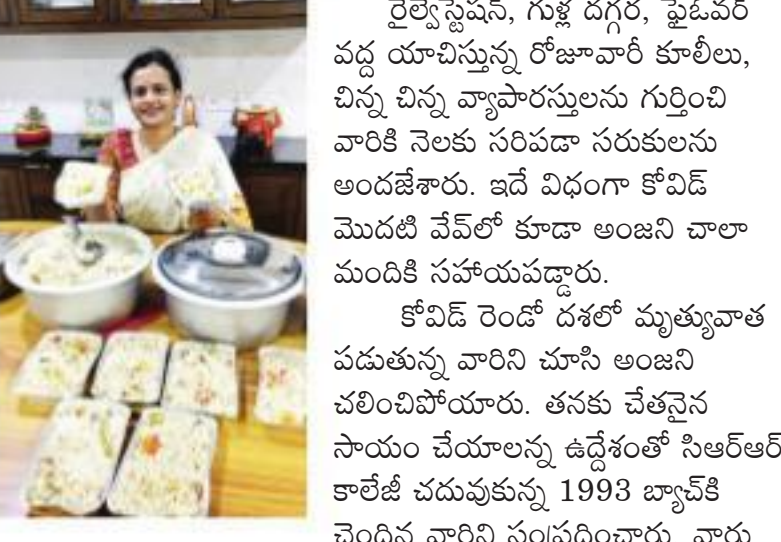 రైల్వేస్టేషన్, గుళ్ల దగ్గర, ఫ్లైఓవర్
వద్ద యాచిస్తున్న రోజూవారీ కూలీలు,
చిన్న చిన్న వ్యాపారస్తులను గుర్తించి
వారికి నెలకు సరిపడా సరుకులను
అందజేశారు. ఇదే విధంగా కోవిడ్
మొదటి వేవ్‌లో కూడా అంజని చాలా
మందికి సహాయపడ్డారు.
కోవిడ్ రెండో దశలో మృత్యువాత
పడుతున్న వారిని చూసి అంజని
చలించిపోయారు. తనకు చేతనైన
సాయం చేయాలన్న ఉద్దేశంతో సిఆర్ఆర్
కాలేజీ చదువుకున్న 1993 బ్యాచ్‌కి
చెందిన వారిని సంప్రదించారు. వారు